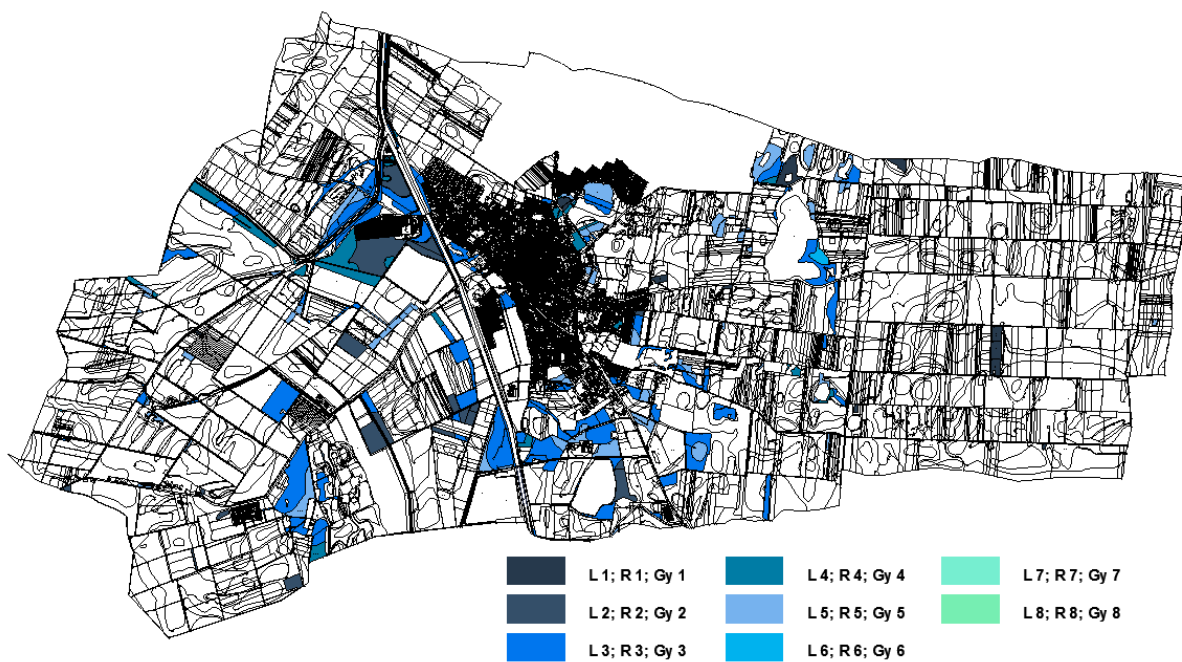 L 1; R 1; Gy 1
L 2; R 2; Gy 2
L 3; R 3; Gy 3
L 4; R 4; Gy 4
L 5; R 5; Gy 5
L 6; R 6; Gy 6
L 7; R 7; Gy 7
L 8; R 8; Gy 8